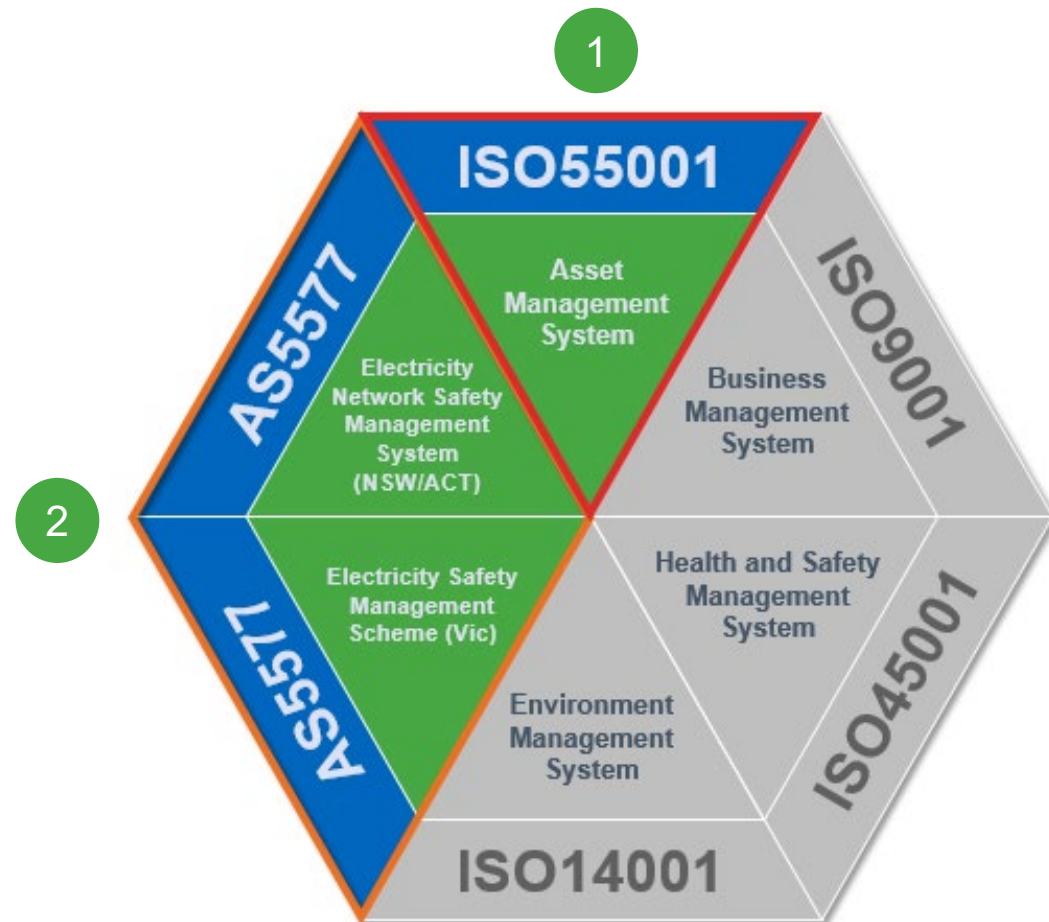 1
ISO55001
Asset
Management
System
AS5577
Electricity
Network Safety
Management
System
(NSW/ACT)
Business
Management
System
ISO9001
2
Electricity Safety
Management
Scheme (Vic)
AS5577
Health and Safety
Management
System
ISO45001
Environment
Management
System
ISO14001